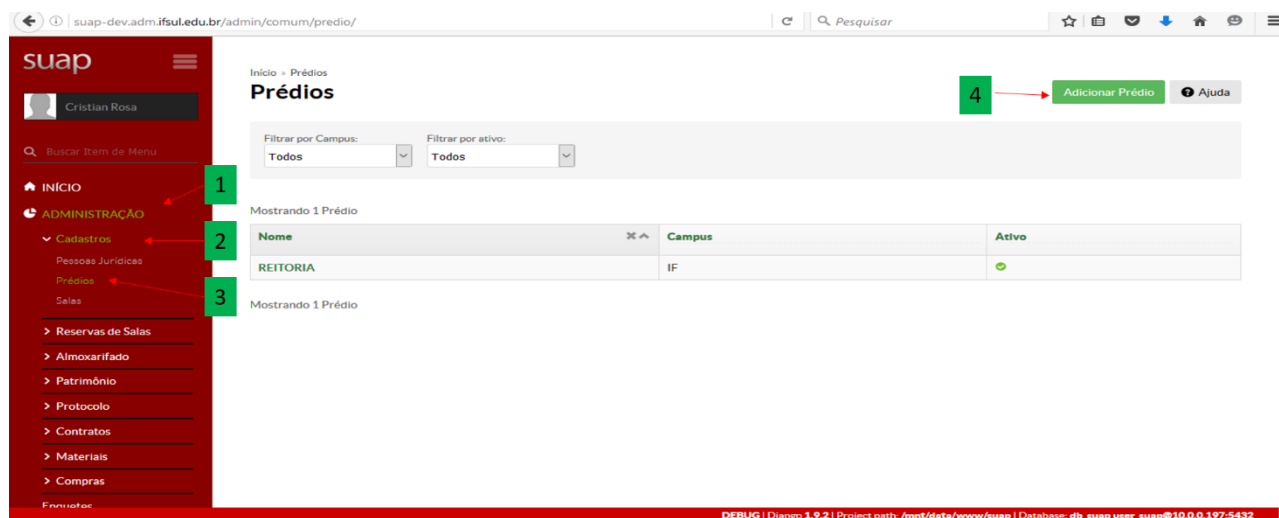 suap-dev.adm.ifsul.edu.br/admin/comum/predio/
Pesquisar
suap
Cristian Rosa
Buscar Item de Menu
INÍCIO
1
ADMINISTRAÇÃO
Cadastros
2
Pessoas Jurídicas
Prédios
3
Salas
Reservas de Salas
Almoxarifado
Patrimônio
Protocolo
Contratos
Materiais
Compras
Enquetes
Início » Prédios
Prédios
4
Adicionar Prédio
Ajuda
Filtrar por Campus: Filtrar por ativo:
Todos Todos
Mostrando 1 Prédio
Nome Campus Ativo
REITORIA IF
Mostrando 1 Prédio
DEBUG | Django 1.9.2 | Project path: /mnt/data/www/suap | Database: db_suap user_suap@10.0.0.197:5432